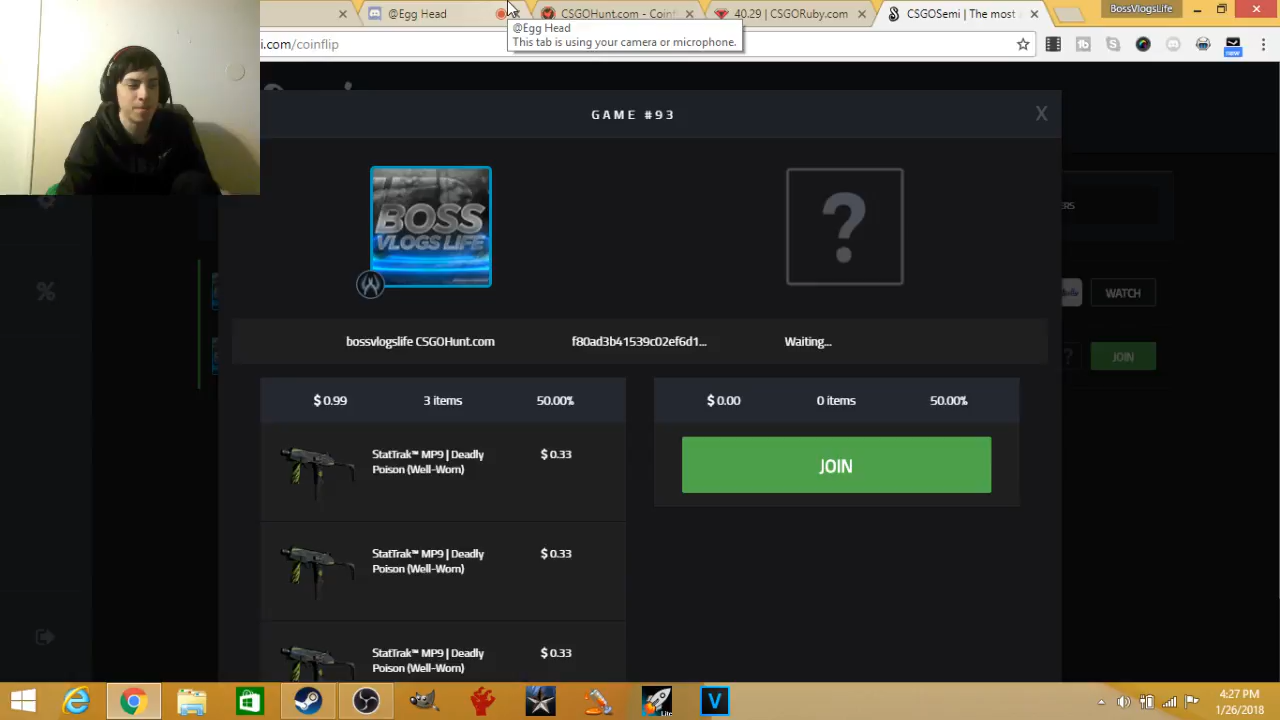 @Egg Head
CSGOHunt.com - Coinf
40.29 | CSGORuby.com
CSGOSemi | The most
BossVlogsLife
@Egg Head
This tab is using your camera or microphone.
i.com/coinflip
new
GAME #93
X
BOSS
VLOGS LIFE
?
ERS
WATCH
bossvlogslife CSGOHunt.com
f80ad3b41539c02ef6d1...
Waiting...
?
JOIN
$ 0.99
3 items
50.00%
$ 0.00
0 items
50.00%
StatTrak™ MP9 | Deadly
Poison (Well-Worn)
$ 0.33
JOIN
StatTrak™ MP9 | Deadly
Poison (Well-Worn)
$ 0.33
StatTrak™ MP9 | Deadly
Poison (Well-Worn)
$ 0.33
Lite
V
4:27 PM
1/26/2018